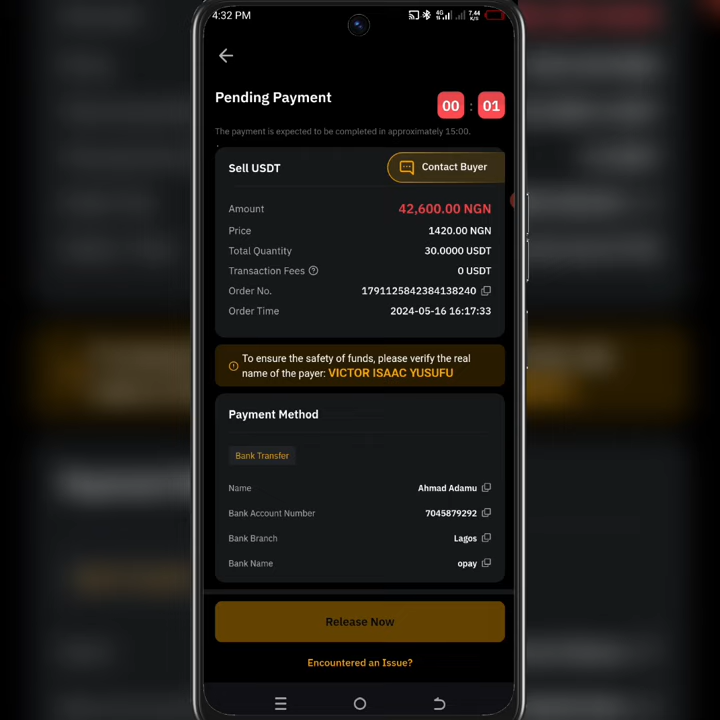 4:32 PM
4G
7.44
K/S
Pending Payment
00 : 01
The payment is expected to be completed in approximately 15:00.
Sell USDT
Contact Buyer
Amount 42,600.00 NGN
Price 1420.00 NGN
Total Quantity 30.0000 USDT
Transaction Fees 0 USDT
Order No. 1791125842384138240
Order Time 2024-05-16 16:17:33
To ensure the safety of funds, please verify the real
name of the payer: VICTOR ISAAC YUSUFU
Payment Method
Bank Transfer
Name Ahmad Adamu
Bank Account Number 7045879292
Bank Branch Lagos
Bank Name opay
Release Now
Encountered an Issue?